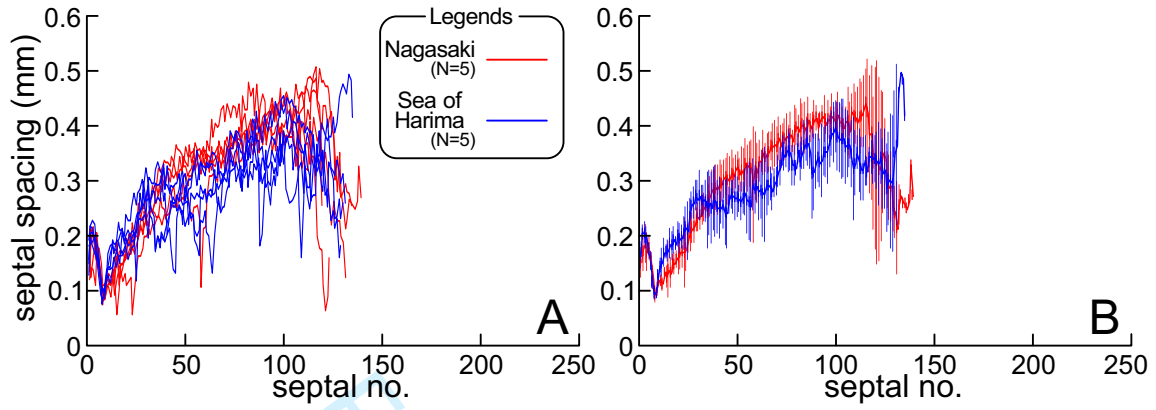 septal spacing (mm)
0.6
0.5
0.4
0.3
0.2
0.1
0
0 50 100 150 200 250
septal no.
A
Legends
Nagasaki
(N=5)
Sea of
Harima
(N=5)
0.6
0.5
0.4
0.3
0.2
0.1
0
0 50 100 150 200 250
septal no.
B